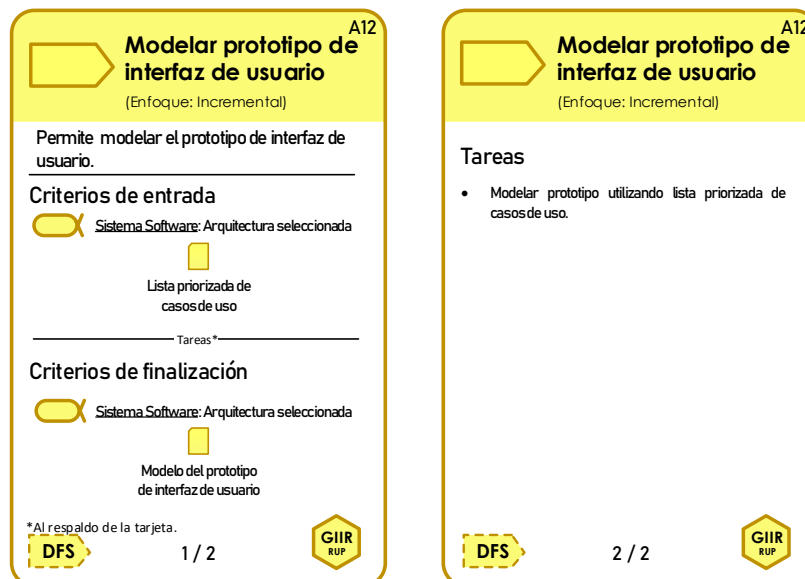 A12
Modelar prototipo de
interfaz de usuario
(Enfoque: Incremental)
Permite modelar el prototipo de interfaz de
usuario.
Criterios de entrada
Sistema Software: Arquitectura seleccionada
Lista priorizada de
casos de uso
Tareas*
Criterios de finalización
Sistema Software: Arquitectura seleccionada
Modelo del prototipo
de interfaz de usuario
*Al respaldo de la tarjeta.
DFS
1 / 2
GIIR
RUP
A12
Modelar prototipo de
interfaz de usuario
(Enfoque: Incremental)
Tareas
• Modelar prototipo utilizando lista priorizada de
casos de uso.
DFS
2 / 2
GIIR
RUP